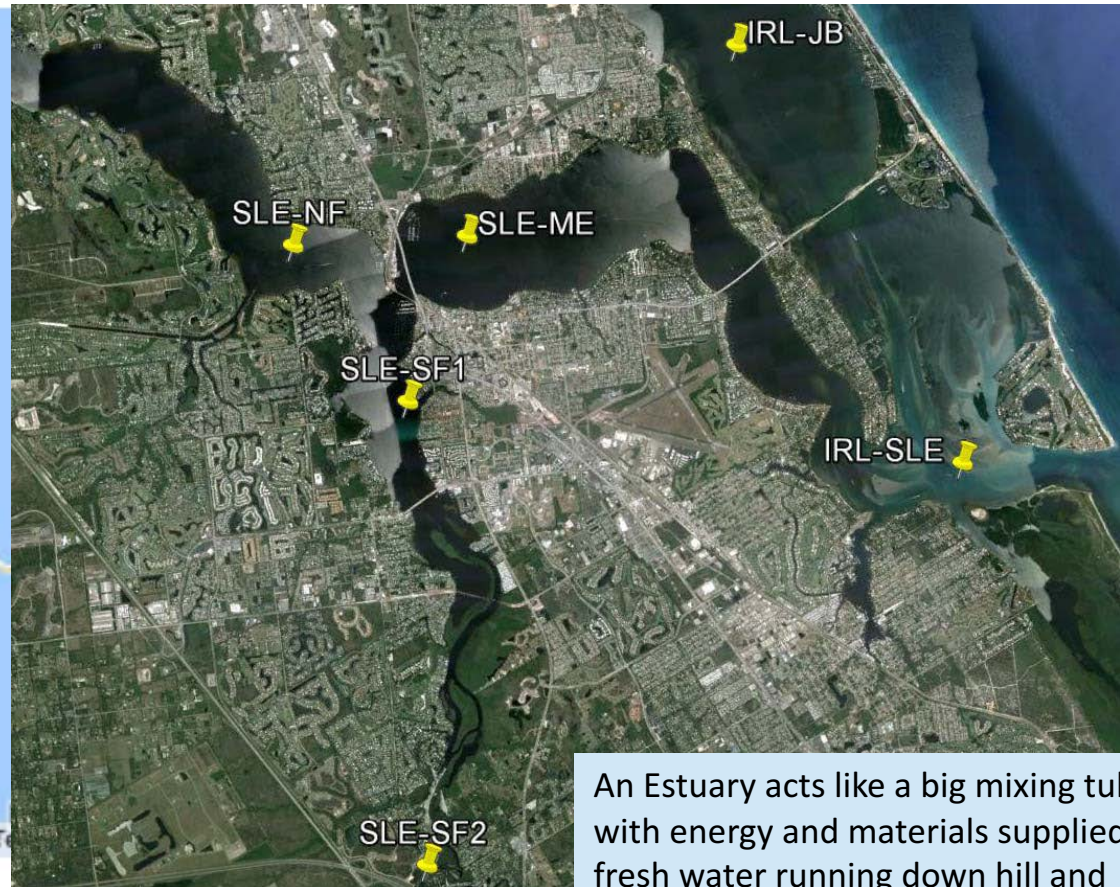 IRL-JB
SLE-NF
SLE-ME
SLE-SF1
IRL-SLE
SLE-SF2
An Estuary acts like a big mixing tu
with energy and materials supplied
fresh water running down hill and